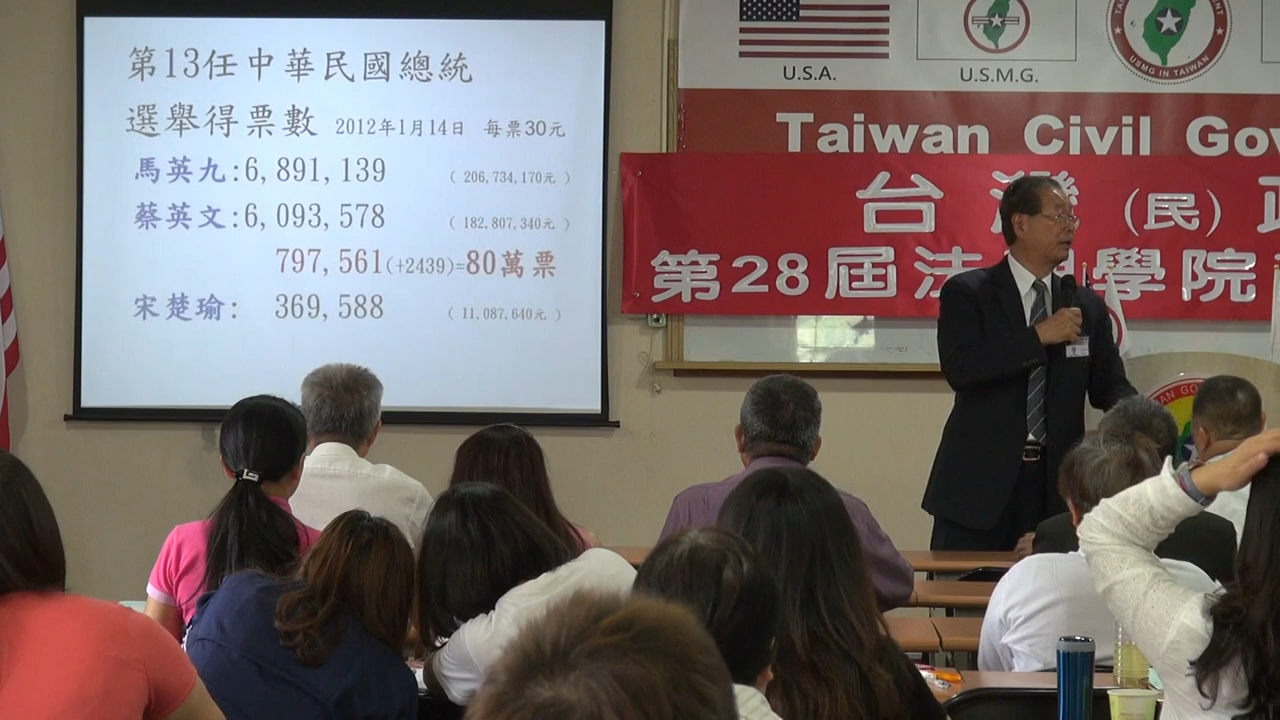 第13任中華民國總統
選舉得票數 2012年1月14日 每票30元
馬英九:6,891,139 ( 206,734,170元 )
蔡英文:6,093,578 ( 182,807,340元 )
797,561(+2439)=80萬票
宋楚瑜: 369,588 ( 11,087,640元 )
U.S.A.
U.S.M.G.
USMG IN TAIWAN
Taiwan Civil Gov
台灣(民)政
第28屆法 學院